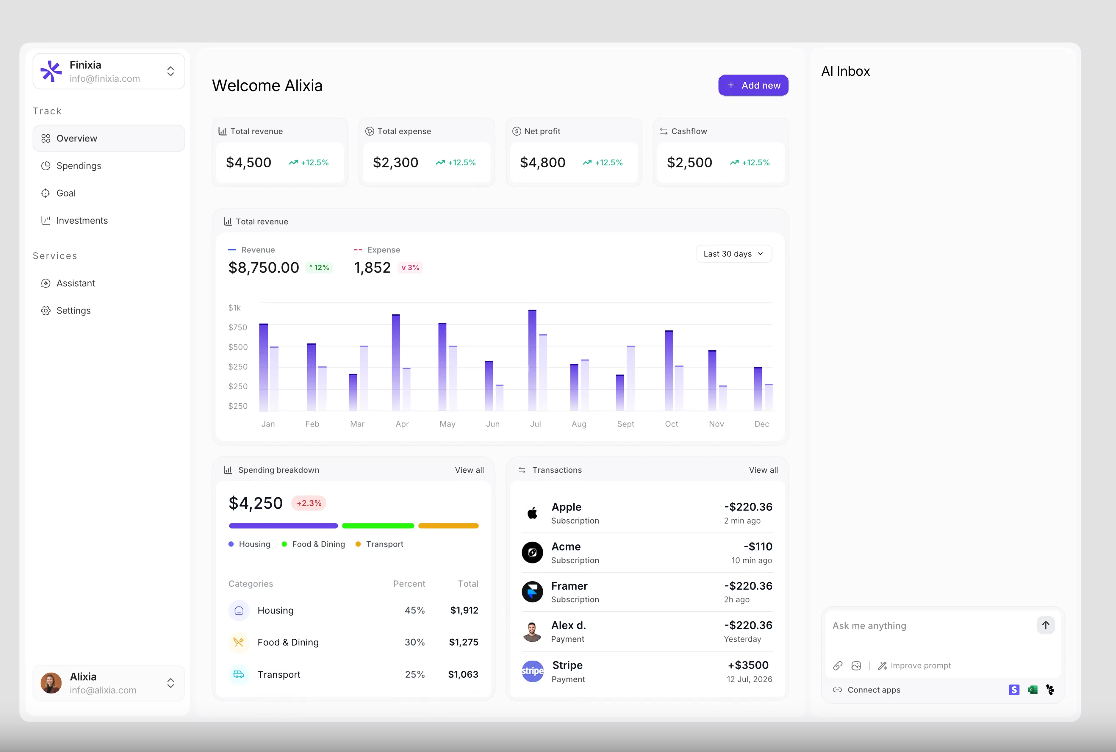 Finixia
info@finixia.com
Track
Overview
Spendings
Goal
Investments
Services
Assistant
Settings
Alixia
info@alixia.com
Welcome Alixia
+ Add new
Total revenue
$4,500 +12.5%
Total expense
$2,300 +12.5%
Net profit
$4,800 +12.5%
Cashflow
$2,500 +12.5%
Total revenue
Revenue
$8,750.00 ^ 12%
Expense
1,852 v 3%
Last 30 days
$1k
$750
$500
$250
$250
$250
Jan Feb Mar Apr May Jun Jul Aug Sept Oct Nov Dec
Spending breakdown View all
$4,250 +2.3%
Housing Food & Dining Transport
Categories Percent Total
Housing 45% $1,912
Food & Dining 30% $1,275
Transport 25% $1,063
Transactions View all
Apple -$220.36
Subscription 2 min ago
Acme -$110
Subscription 10 min ago
Framer -$220.36
Subscription 2h ago
Alex d. -$220.36
Payment Yesterday
stripe
Stripe +$3500
Payment 12 Jul, 2026
AI Inbox
Ask me anything
Improve prompt
Connect apps
S